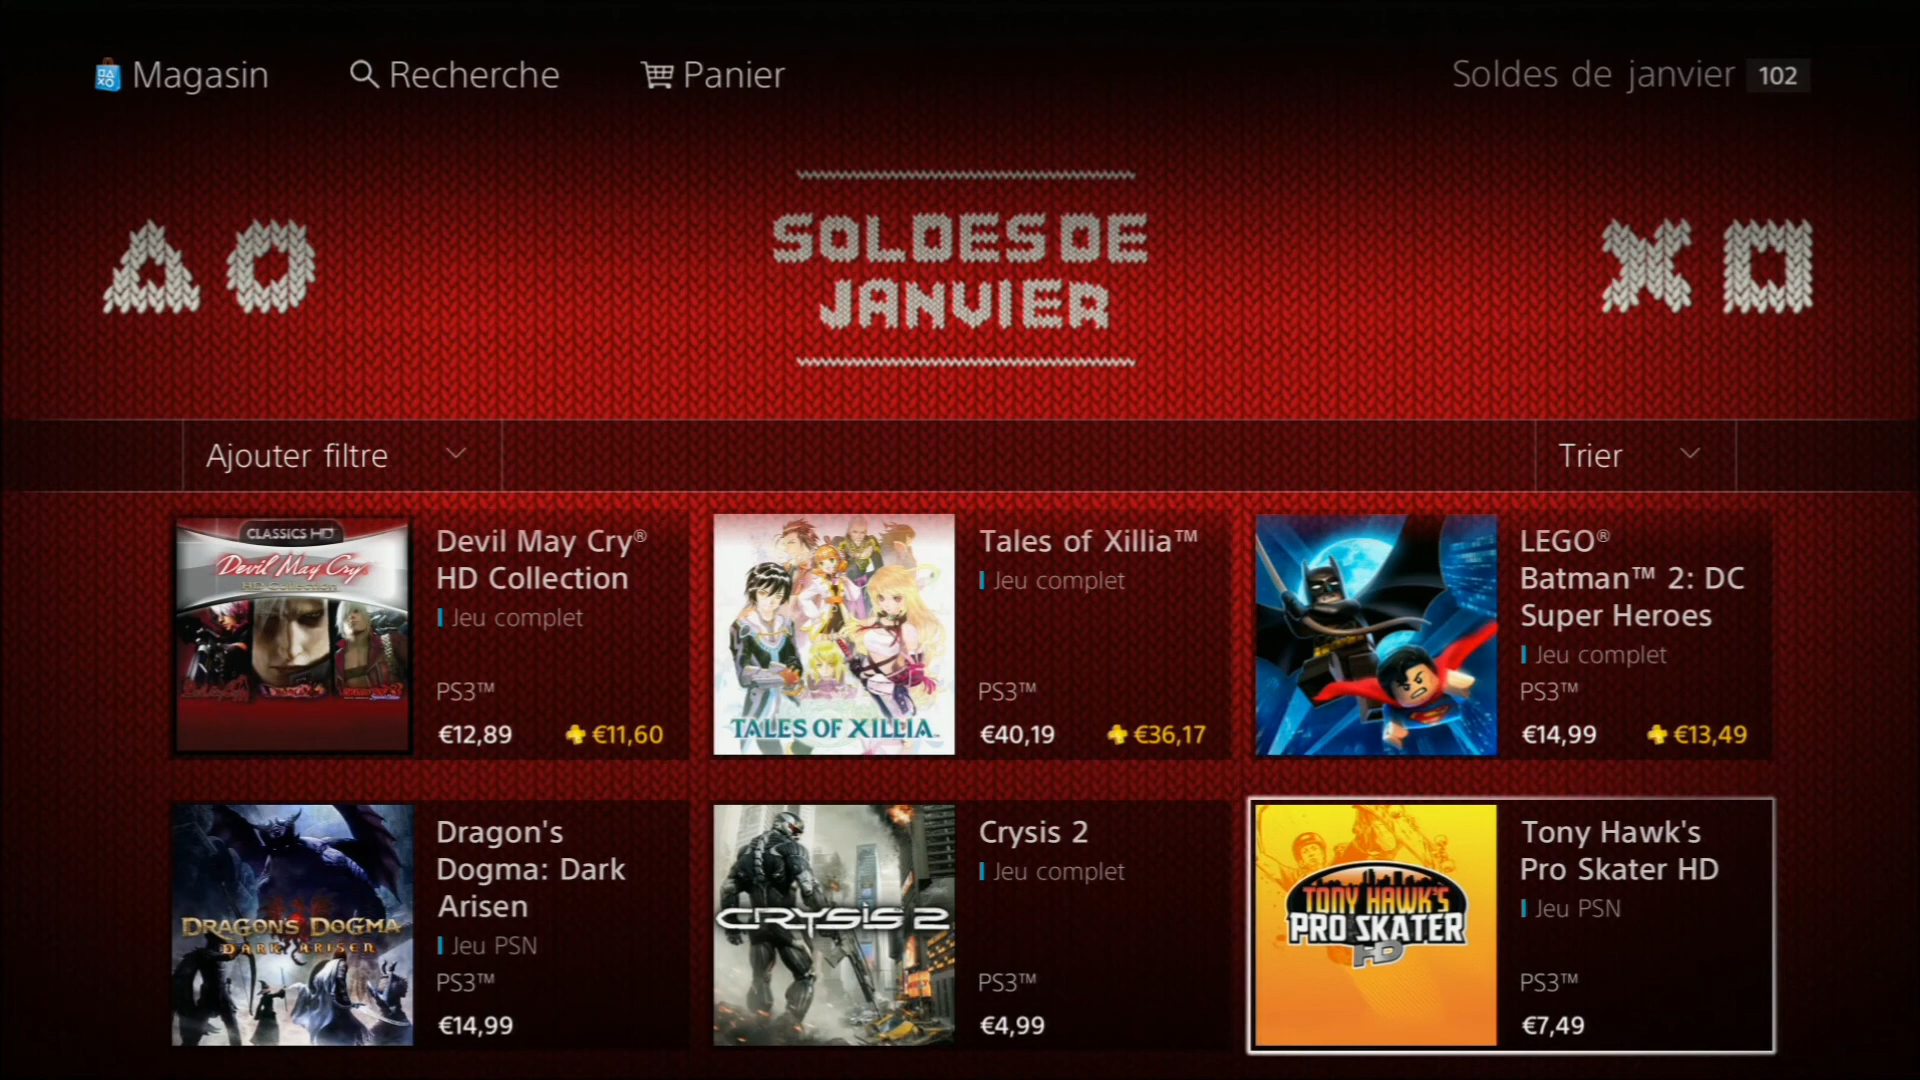 Magasin
Recherche
Panier
Soldes de janvier 102
SOLDES DE
JANVIER
Ajouter filtre
Trier
CLASSICS HD
Devil May Cry
HD Collection
Devil May Cry®
HD Collection
Jeu complet
PS3™
€12,89
€11,60
TALES OF XILLIA™
Tales of Xillia™
Jeu complet
PS3™
€40,19
€36,17
LEGO®
Batman™ 2: DC
Super Heroes
Jeu complet
PS3™
€14,99
€13,49
DRAGON'S DOGMA
DARK ARISEN
Dragon's
Dogma: Dark
Arisen
Jeu PSN
PS3™
€14,99
CRYSIS 2
Crysis 2
Jeu complet
PS3™
€4,99
TONY HAWK'S
PRO SKATER
HD
Tony Hawk's
Pro Skater HD
Jeu PSN
PS3™
€7,49